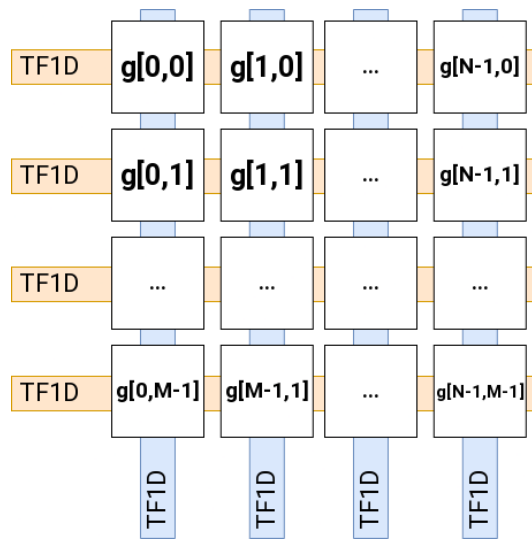 TF1D g[0,0] g[1,0] ... g[N-1,0]
TF1D g[0,1] g[1,1] ... g[N-1,1]
TF1D ... ... ... ...
TF1D g[0,M-1] g[M-1,1] ... g[N-1,M-1]
TF1D TF1D TF1D TF1D